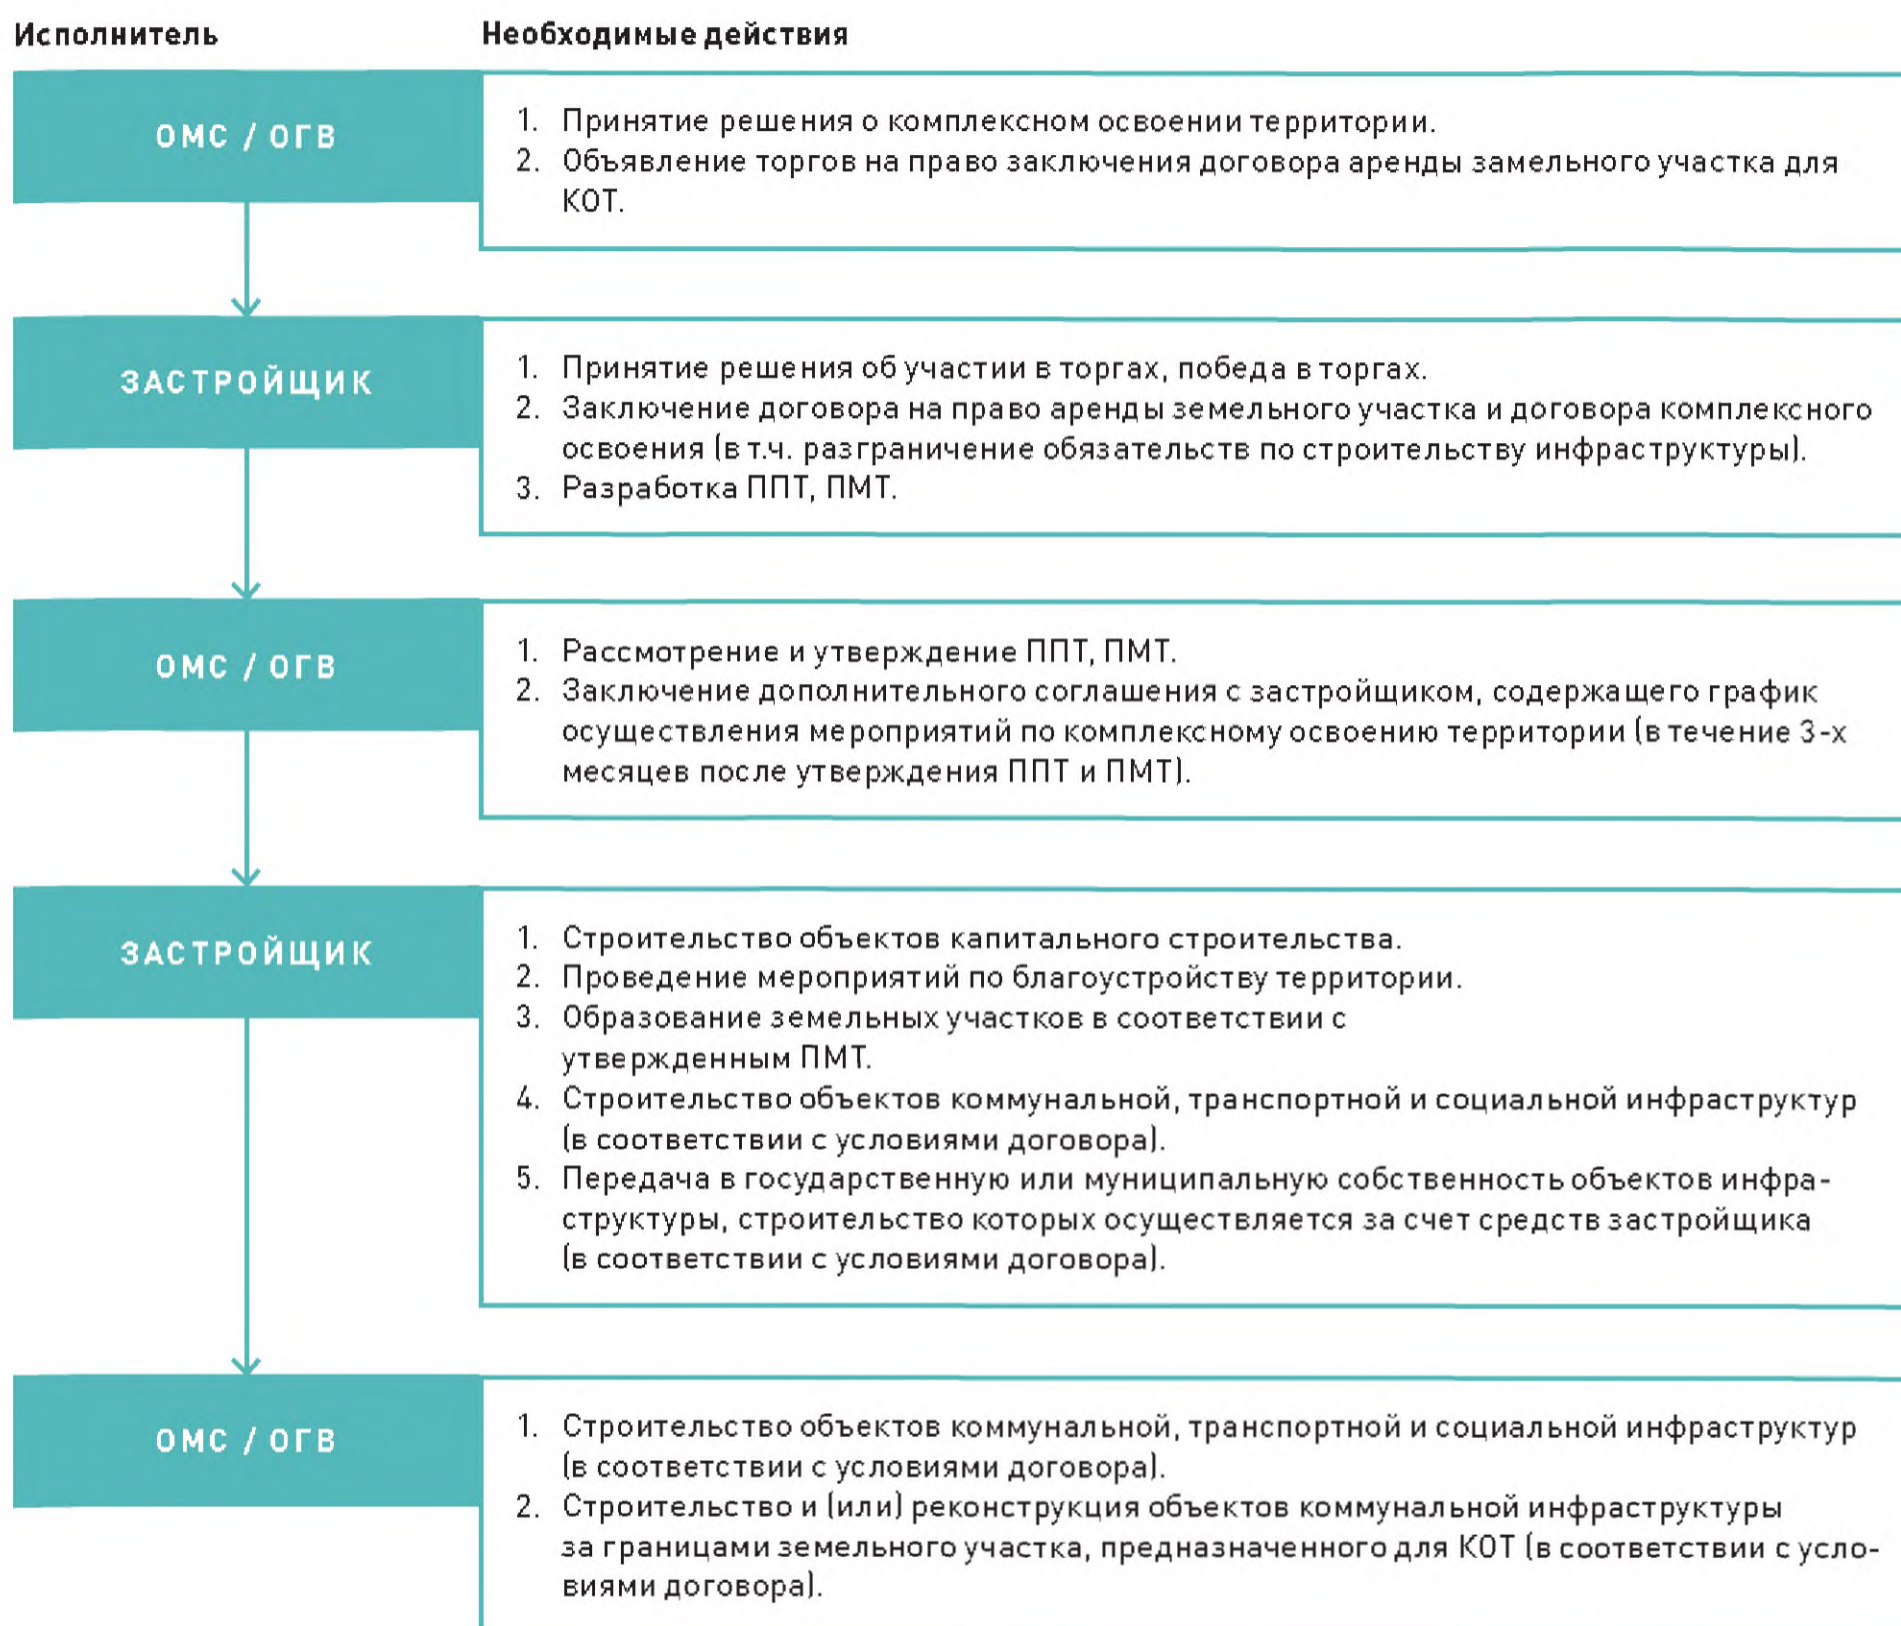 Исполнитель
Необходимые действия
ОМС / ОГВ
1. Принятие решения о комплексном освоении территории.
2. Объявление торгов на право заключения договора аренды замельного участка для
КОТ.
ЗАСТРОЙЩИК
1. Принятие решения об участии в торгах, победа в торгах.
2. Заключение договора на право аренды земельного участка и договора комплексного
освоения (в т.ч. разграничение обязательств по строительству инфраструктуры).
3. Разработка ППТ, ПМТ.
ОМС / ОГВ
1. Рассмотрение и утверждение ППТ, ПМТ.
2. Заключение дополнительного соглашения с застройщиком, содержащего график
осуществления мероприятий по комплексному освоению территории (в течение 3-х
месяцев после утверждения ППТ и ПМТ).
ЗАСТРОЙЩИК
1. Строительство объектов капитального строительства.
2. Проведение мероприятий по благоустройству территории.
3. Образование земельных участков в соответствии с
утвержденным ПМТ.
4. Строительство объектов коммунальной, транспортной и социальной инфраструктур
(в соответствии с условиями договора).
5. Передача в государственную или муниципальную собственность объектов инфра-
структуры, строительство которых осуществляется за счет средств застройщика
(в соответствии с условиями договора).
ОМС / ОГВ
1. Строительство объектов коммунальной, транспортной и социальной инфраструктур
(в соответствии с условиями договора).
2. Строительство и (или) реконструкция объектов коммунальной инфраструктуры
за границами земельного участка, предназначенного для КОТ (в соответствии с усло-
виями договора).